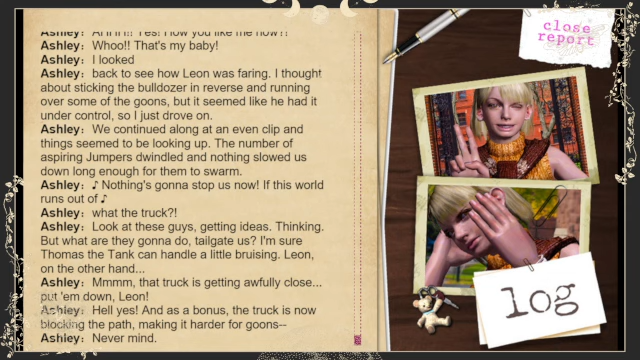 Ashley: Ahhh!! Yes! How you like me now?!
Ashley: Whoo!! That's my baby!
Ashley: I looked
Ashley: back to see how Leon was faring. I thought
about sticking the bulldozer in reverse and running
over some of the goons, but it seemed like he had it
under control, so I just drove on.
Ashley: We continued along at an even clip and
things seemed to be looking up. The number of
aspiring Jumpers dwindled and nothing slowed us
down long enough for them to swarm.
Ashley: ♪ Nothing's gonna stop us now! If this world
runs out of ♪
Ashley: what the truck?!
Ashley: Look at these guys, getting ideas. Thinking.
But what are they gonna do, tailgate us? I'm sure
Thomas the Tank can handle a little bruising. Leon,
on the other hand...
Ashley: Mmmm, that truck is getting awfully close...
put 'em down, Leon!
Ashley: Hell yes! And as a bonus, the truck is now
blocking the path, making it harder for goons--
Ashley: Never mind.
close
report
log